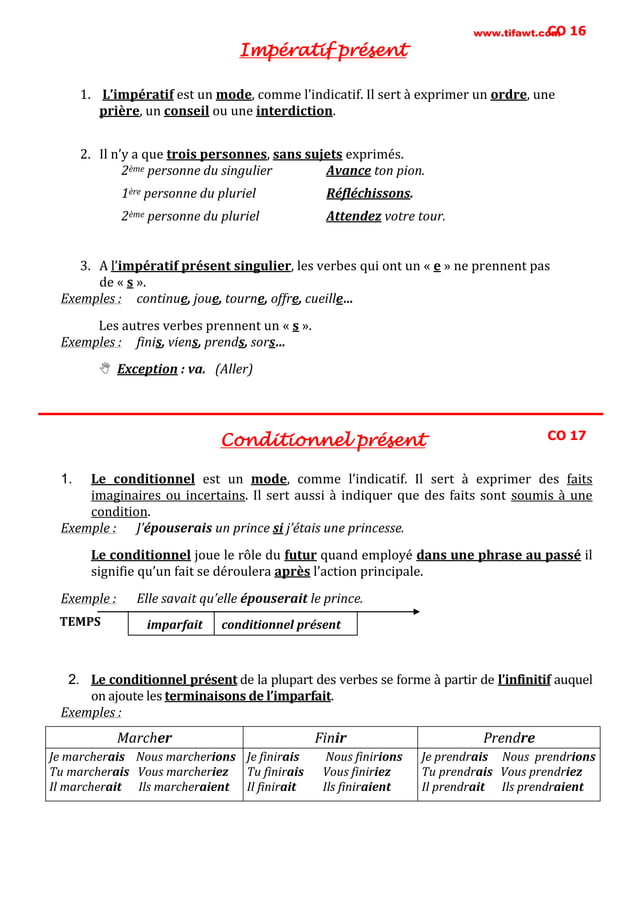 www.tifawt.com CO 16
Impératif présent
1. L’impératif est un mode, comme l’indicatif. Il sert à exprimer un ordre, une
prière, un conseil ou une interdiction.
2. Il n’y a que trois personnes, sans sujets exprimés.
2ème personne du singulier Avance ton pion.
1ère personne du pluriel Réfléchissons.
2ème personne du pluriel Attendez votre tour.
3. A l’impératif présent singulier, les verbes qui ont un « e » ne prennent pas
de « s ».
Exemples : continue, joue, tourne, offre, cueille…
Les autres verbes prennent un « s ».
Exemples : finis, viens, prends, sors…
Exception : va. (Aller)
Conditionnel présent CO 17
1. Le conditionnel est un mode, comme l’indicatif. Il sert à exprimer des faits
imaginaires ou incertains. Il sert aussi à indiquer que des faits sont soumis à une
condition.
Exemple : J’épouserais un prince si j’étais une princesse.
Le conditionnel joue le rôle du futur quand employé dans une phrase au passé il
signifie qu’un fait se déroulera après l’action principale.
Exemple : Elle savait qu’elle épouserait le prince.
TEMPS imparfait conditionnel présent
2. Le conditionnel présent de la plupart des verbes se forme à partir de l’infinitif auquel
on ajoute les terminaisons de l’imparfait.
Exemples :
Marcher Finir Prendre
Je marcherais Nous marcherions Je finirais Nous finirions Je prendrais Nous prendrions
Tu marcherais Vous marcheriez Tu finirais Vous finiriez Tu prendrais Vous prendriez
Il marcherait Ils marcheraient Il finirait Ils finiraient Il prendrait Ils prendraient